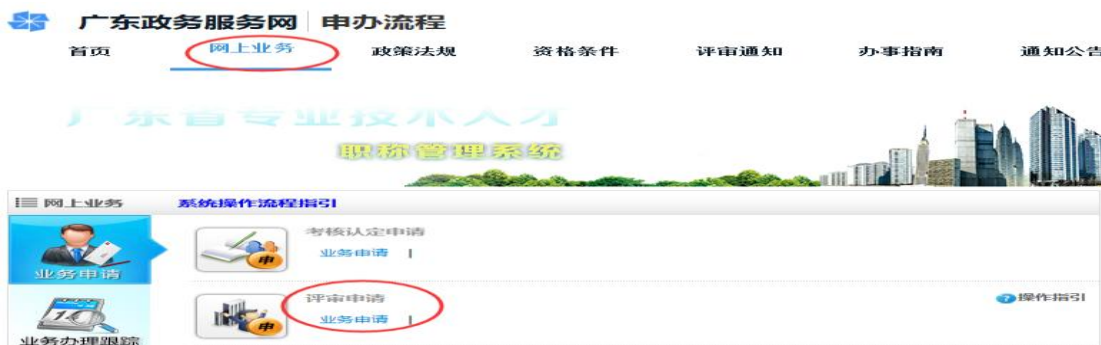 广东政务服务网 申办流程
首页 网上业务 政策法规 资格条件 评审通知 办事指南 通知公告
广东省专业技术人才
职称管理系统
网上业务 系统操作流程指引
业务申请
考核认定申请
业务申请 |
申
评审申请
业务申请 |
申
?操作指引
业务办理跟踪